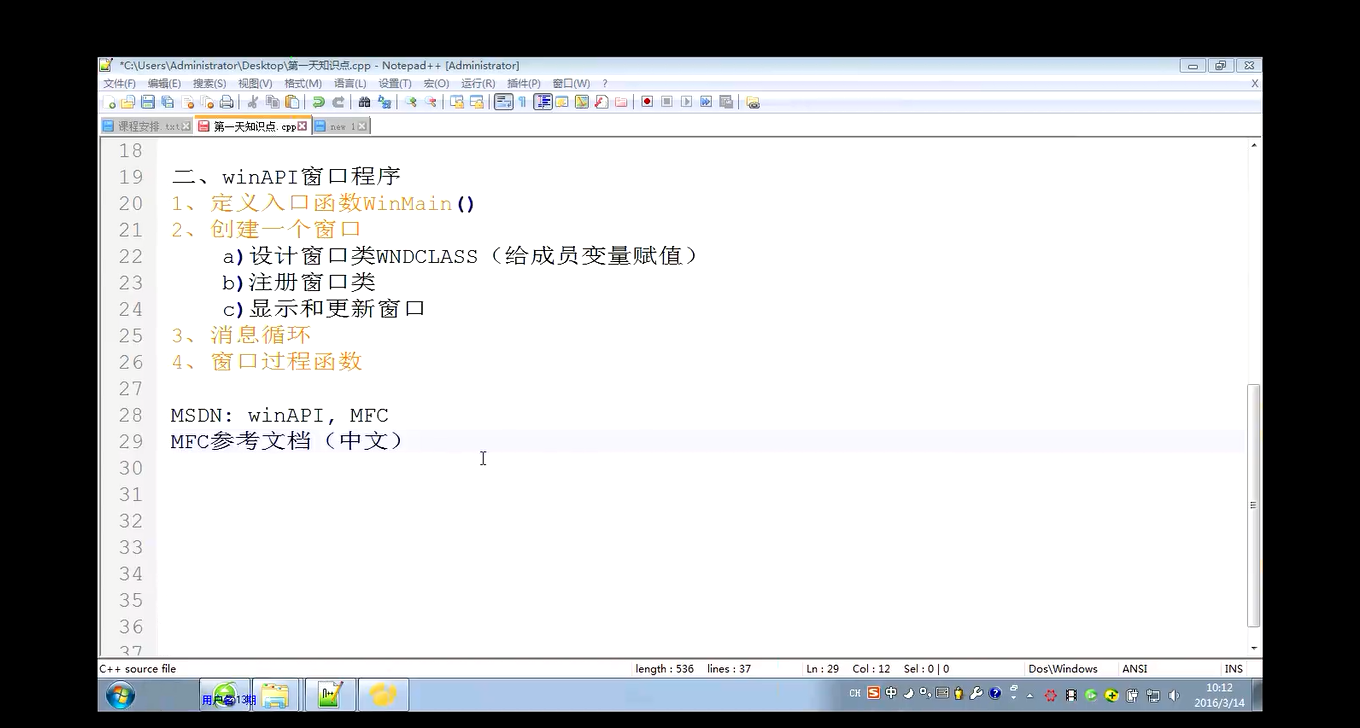 *C:\Users\Administrator\Desktop\第一天知识点.cpp - Notepad++ [Administrator]
文件(F) 编辑(E) 搜索(S) 视图(V) 格式(M) 语言(L) 设置(T) 宏(O) 运行(R) 插件(P) 窗口(W) ? X
课程安排 txt 第一天知识点.cpp new 1
18
19 二、winAPI窗口程序
20 1、定义入口函数WinMain()
21 2、创建一个窗口
22 a)设计窗口类WNDCLASS（给成员变量赋值）
23 b)注册窗口类
24 c)显示和更新窗口
25 3、消息循环
26 4、窗口过程函数
27
28 MSDN: winAPI, MFC
29 MFC参考文档（中文）
30
31
32
33
34
35
36
37
C++ source file length : 536 lines : 37 Ln : 29 Col : 12 Sel : 0 | 0 Dos\Windows ANSI INS
CH 中 10:12
2016/3/14